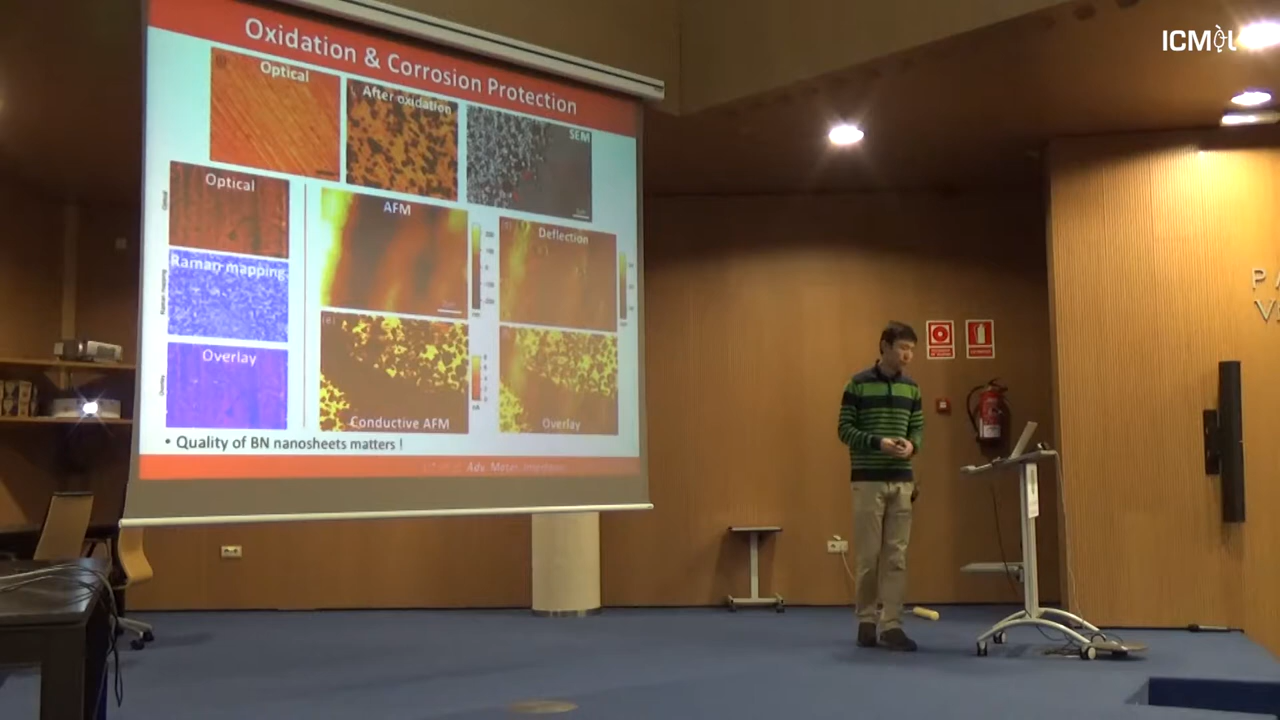 ICMOL
Oxidation & Corrosion Protection
Optical
After oxidation
SEM
Optical
AFM
Deflection
Raman mapping
Overlay
(e)
Conductive AFM
Overlay
• Quality of BN nanosheets matters !
Adv. Mater.
P
V